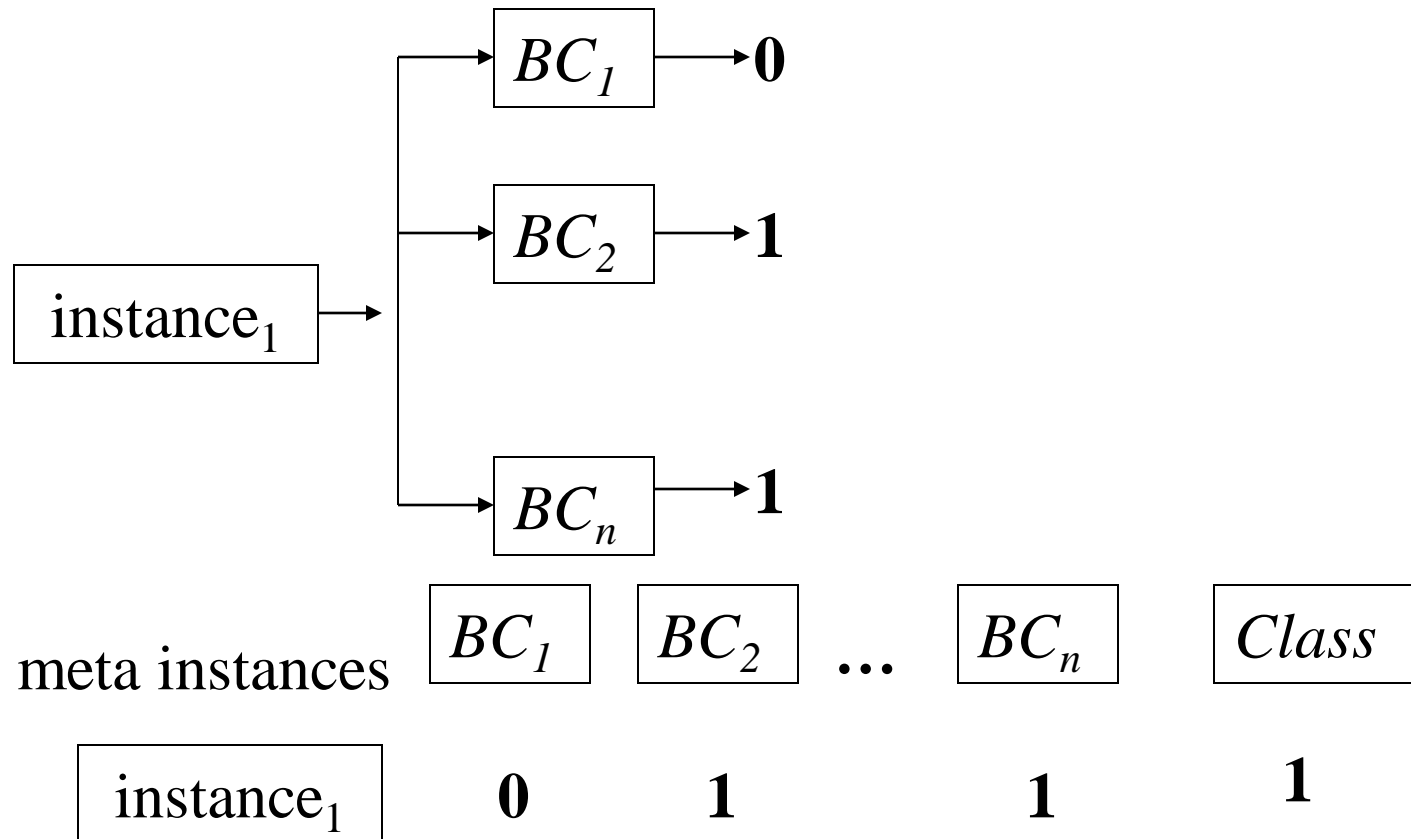 BC₁ 0
BC₂ 1
instance₁
BCₙ 1
meta instances BC₁ BC₂ ... BCₙ Class
instance₁ 0 1 1 1